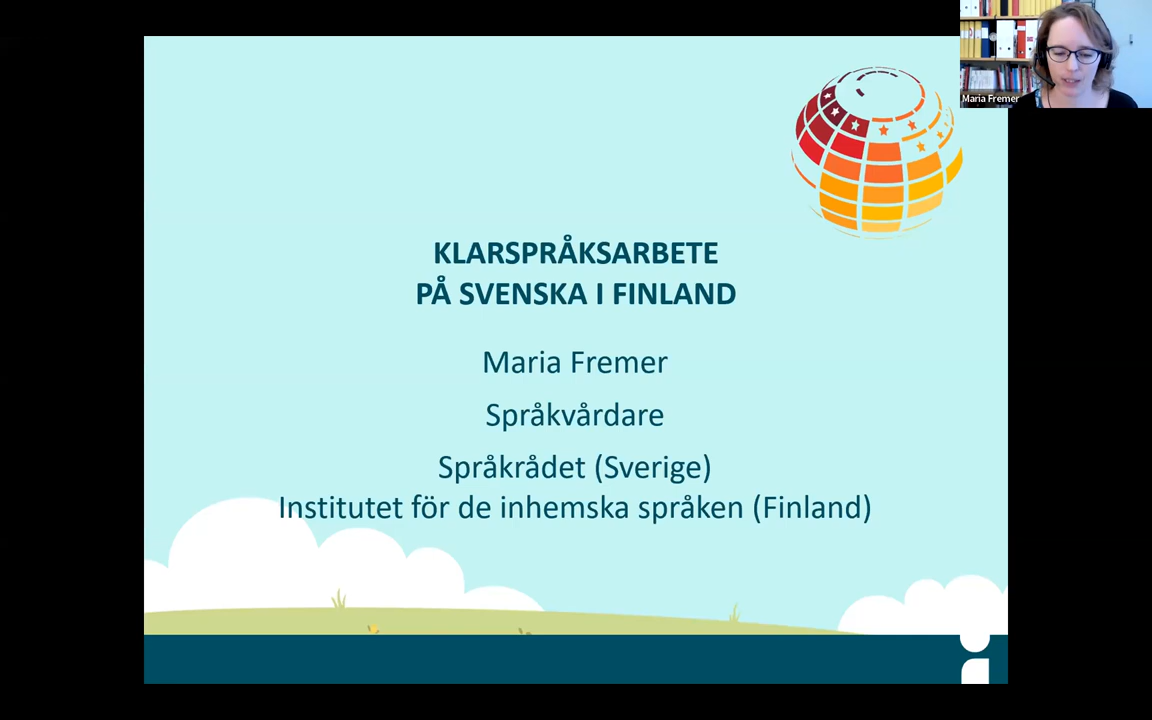 KLARSPRÅKSARBETE
PÅ SVENSKA I FINLAND
Maria Fremer
Språkvårdare
Språkrådet (Sverige)
Institutet för de inhemska språken (Finland)
Maria Fremer